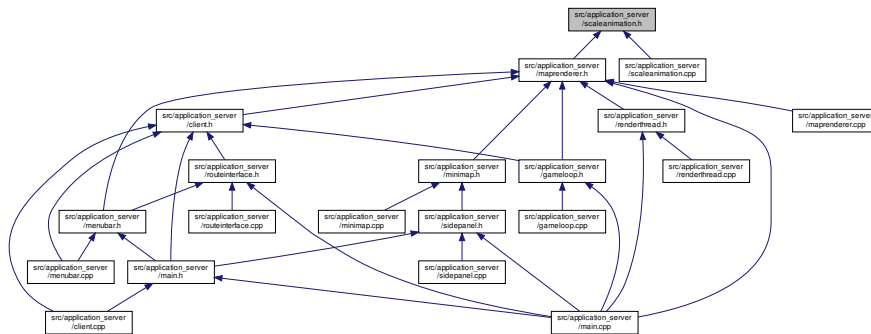 src/application_server
/scaleanimation.h
src/application_server
/maprenderer.h
src/application_server
/scaleanimation.cpp
src/application_server
/client.h
src/application_server
/renderthread.h
src/application_server
/maprenderer.cpp
src/application_server
/routeinterface.h
src/application_server
/minimap.h
src/application_server
/gameloop.h
src/application_server
/renderthread.cpp
src/application_server
/menubar.h
src/application_server
/routeinterface.cpp
src/application_server
/minimap.cpp
src/application_server
/sidepanel.h
src/application_server
/gameloop.cpp
src/application_server
/menubar.cpp
src/application_server
/main.h
src/application_server
/sidepanel.cpp
src/application_server
/client.cpp
src/application_server
/main.cpp